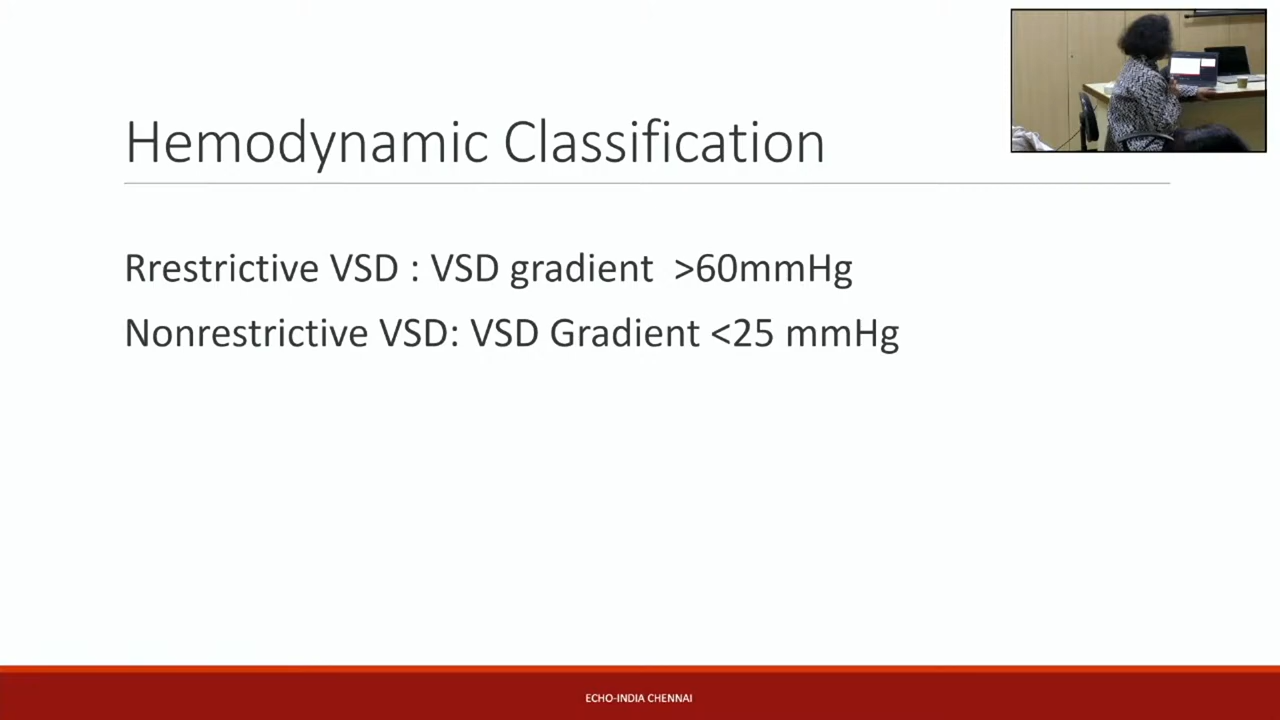 Hemodynamic Classification
Rrestrictive VSD : VSD gradient >60mmHg
Nonrestrictive VSD: VSD Gradient <25 mmHg
ECHO-INDIA CHENNAI